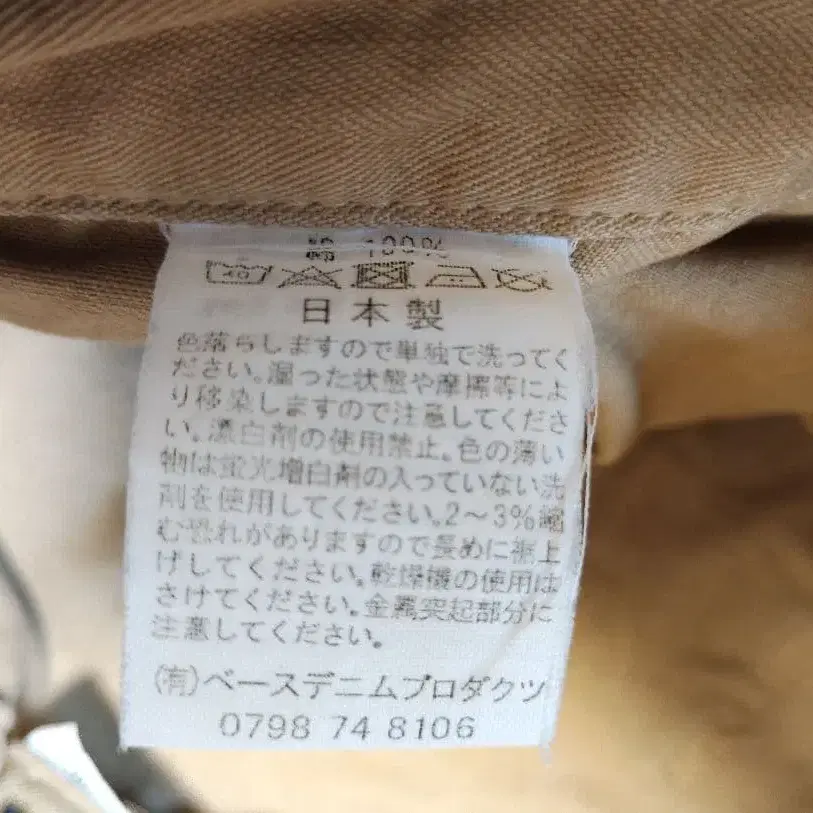 綿 100%
40
日本製
色落ちしますので単独で洗ってく
ださい。湿った状態や摩擦等によ
り移染しますので注意してくださ
い。漂白剤の使用禁止。色の薄い
物は蛍光増白剤の入っていない洗
剤を使用してください。2～3%縮
む恐れがありますので長めに裾上
げしてください。乾燥機の使用は
さけてください。金属突起部分に
注意してください。
(有)ベースデニムプロダクツ
0798 74 8106